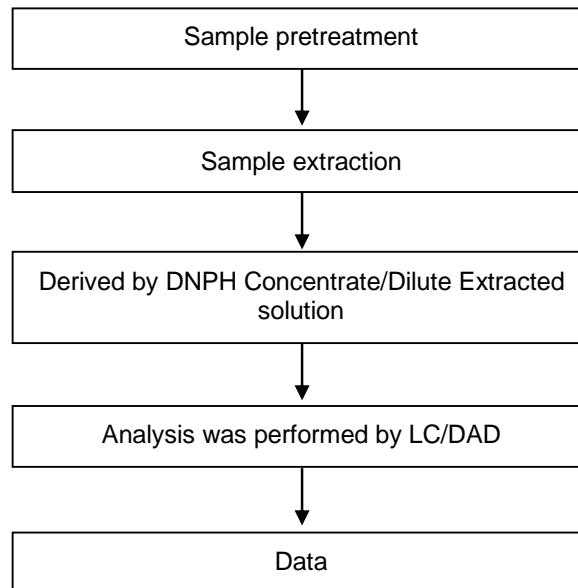 Sample pretreatment
Sample extraction
Derived by DNPH Concentrate/Dilute Extracted
solution
Analysis was performed by LC/DAD
Data